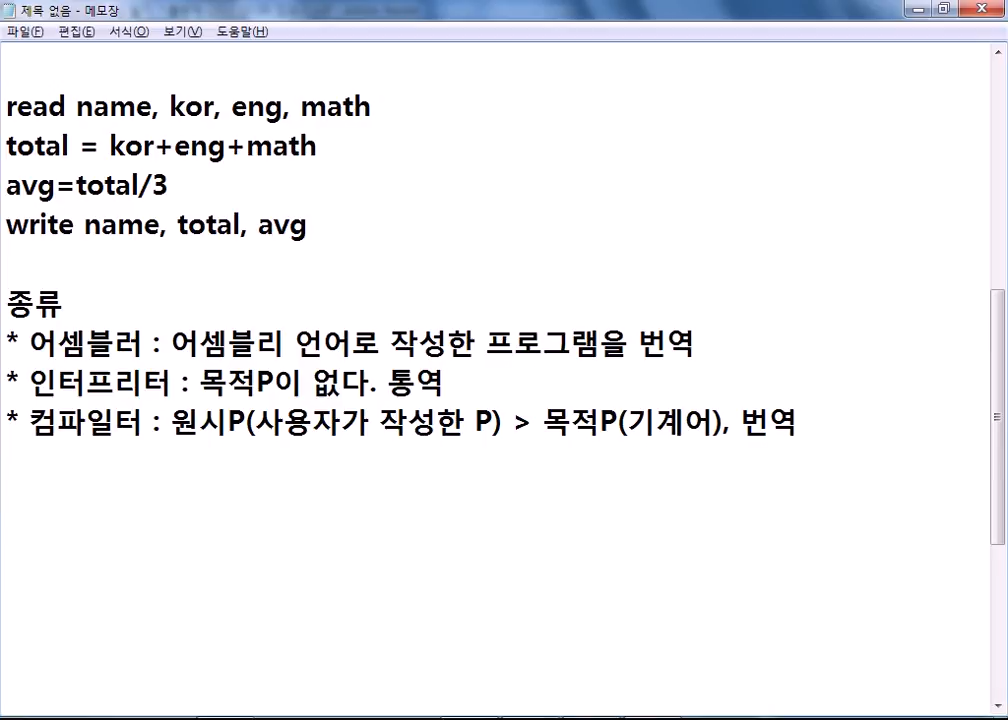 제목 없음 - 메모장
파일(F) 편집(E) 서식(O) 보기(V) 도움말(H)
read name, kor, eng, math
total = kor+eng+math
avg=total/3
write name, total, avg
종류
* 어셈블러 : 어셈블리 언어로 작성한 프로그램을 번역
* 인터프리터 : 목적P이 없다. 통역
* 컴파일터 : 원시P(사용자가 작성한 P) > 목적P(기계어), 번역